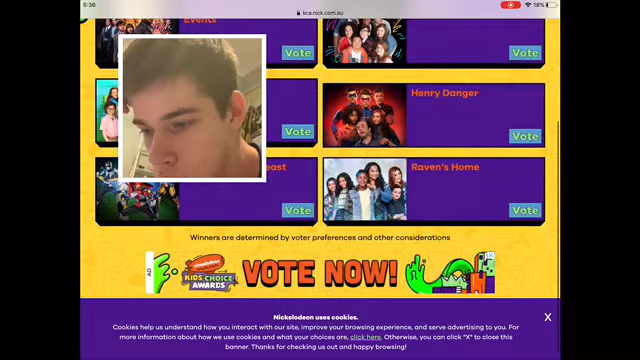 5:36
kca.nick.com.au
18%
Events
Vote
Vote
Henry Danger
Vote
Vote
east
Raven's Home
Vote
Vote
Winners are determined by voter preferences and other considerations
AD
nickelodeon
KIDS CHOICE
AWARDS
VOTE NOW!
Nickelodeon uses cookies.
X
Cookies help us understand how you interact with our site, improve your browsing experience, and serve advertising to you. For
more information about how we use cookies and what your choices are, click here. Otherwise, you can click "X" to close this
banner. Thanks for checking us out and happy browsing!